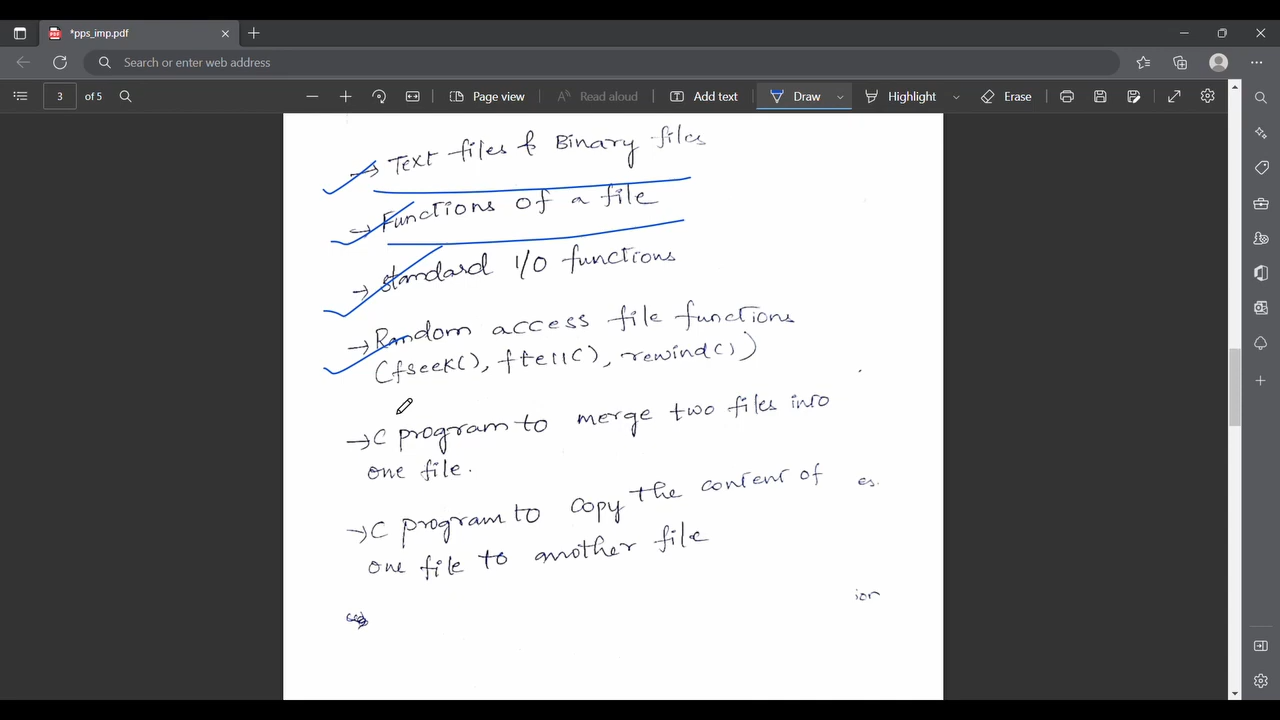 *pps_imp.pdf
Search or enter web address
3 of 5 Page view Read aloud Add text Draw Highlight Erase
→ Text files & Binary files
→ Functions of a file
→ Standard I/O functions
→ Random access file functions
(fseek(), ftell(), rewind())
→ C program to merge two files into
one file.
→ C program to copy the content of
es.
one file to another file
ion